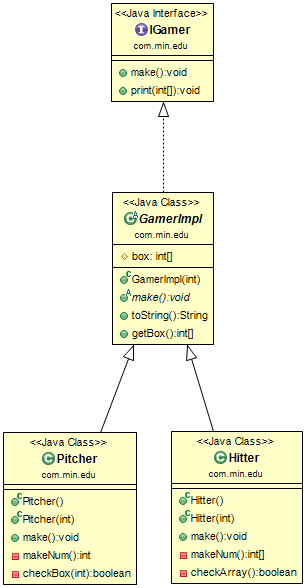 <<Java Interface>>
IGamer
com.min.edu
make():void
print(int[]):void
<<Java Class>>
GamerImpl
com.min.edu
box: int[]
GamerImpl(int)
make():void
toString():String
getBox():int[]
<<Java Class>>
Pitcher
com.min.edu
Pitcher()
Pitcher(int)
make():void
makeNum():int
checkBox(int):boolean
<<Java Class>>
Hitter
com.min.edu
Hitter()
Hitter(int)
make():void
makeNum():int[]
checkArray():boolean